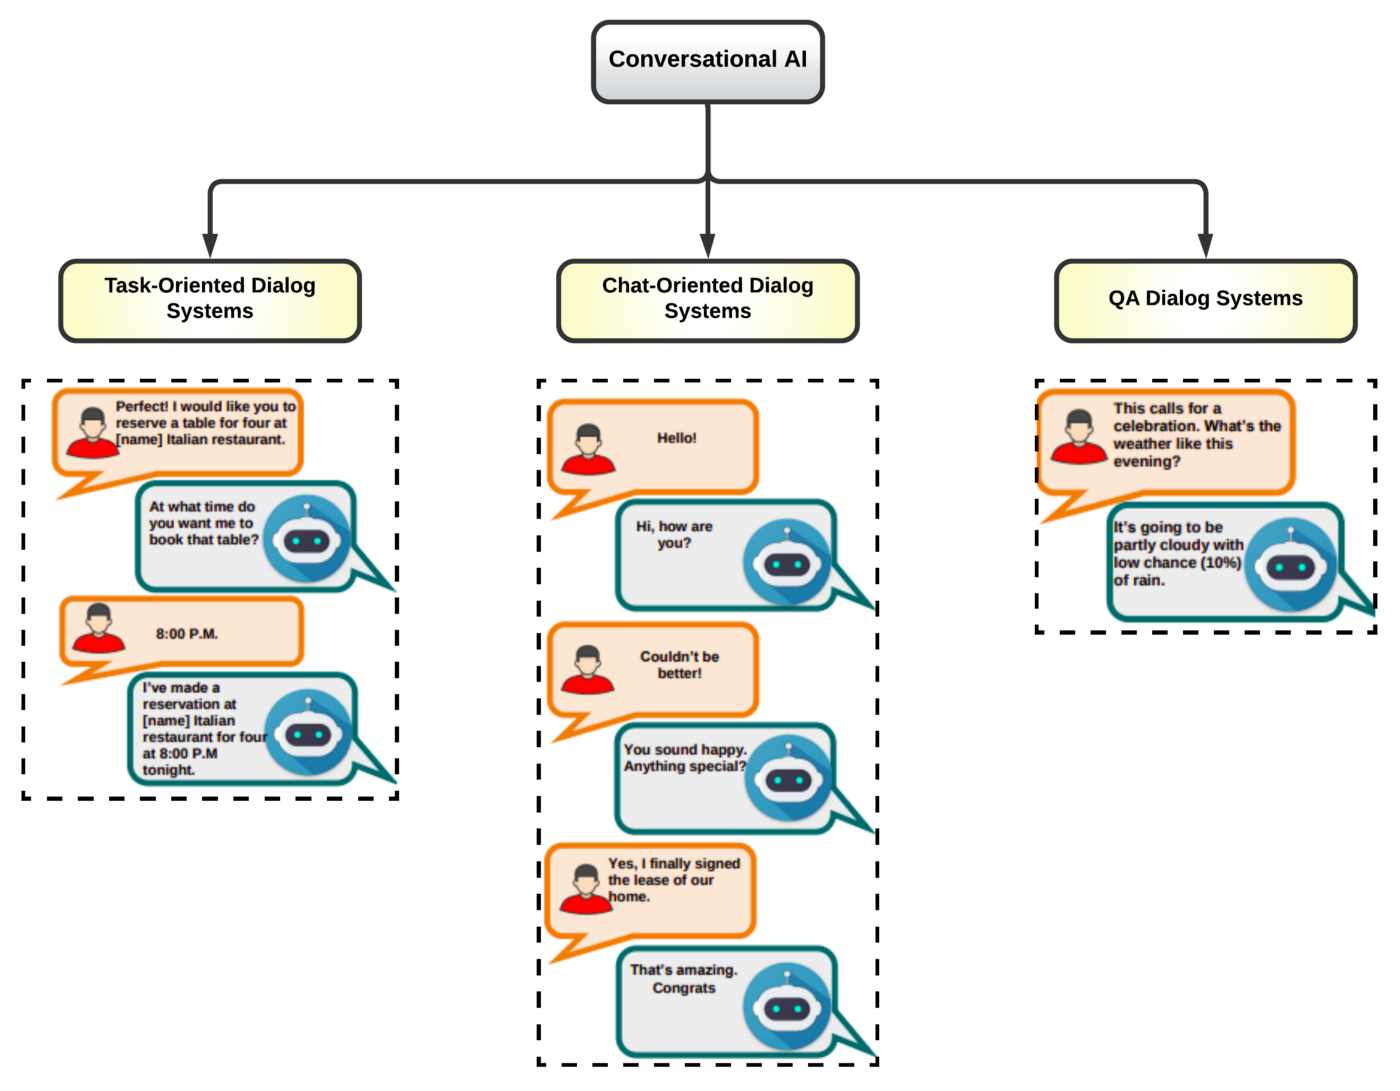 Conversational AI
Task-Oriented Dialog
Systems
Chat-Oriented Dialog
Systems
QA Dialog Systems
Perfect! I would like you to
reserve a table for four at
[name] Italian restaurant.
At what time do
you want me to
book that table?
8:00 P.M.
I've made a
reservation at
[name] Italian
restaurant for four
at 8:00 P.M
tonight.
Hello!
Hi, how are
you?
Couldn't be
better!
You sound happy.
Anything special?
Yes, I finally signed
the lease of our
home.
That's amazing.
Congrats
This calls for a
celebration. What's the
weather like this
evening?
It's going to be
partly cloudy with
low chance (10%)
of rain.